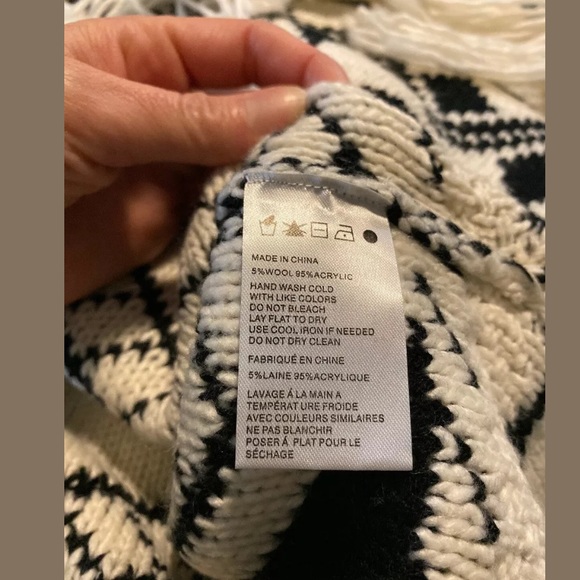 MADE IN CHINA
5%WOOL 95%ACRYLIC
HAND WASH COLD
WITH LIKE COLORS
DO NOT BLEACH
LAY FLAT TO DRY
USE COOL IRON IF NEEDED
DO NOT DRY CLEAN
FABRIQUÉ EN CHINE
5%LAINE 95%ACRYLIQUE
LAVAGE Á LA MAIN A
TEMPÉRATURE FROIDE
AVEC COULEURS SIMILAIRES
NE PAS BLANCHIR
POSER Á PLAT POUR LE
SÉCHAGE